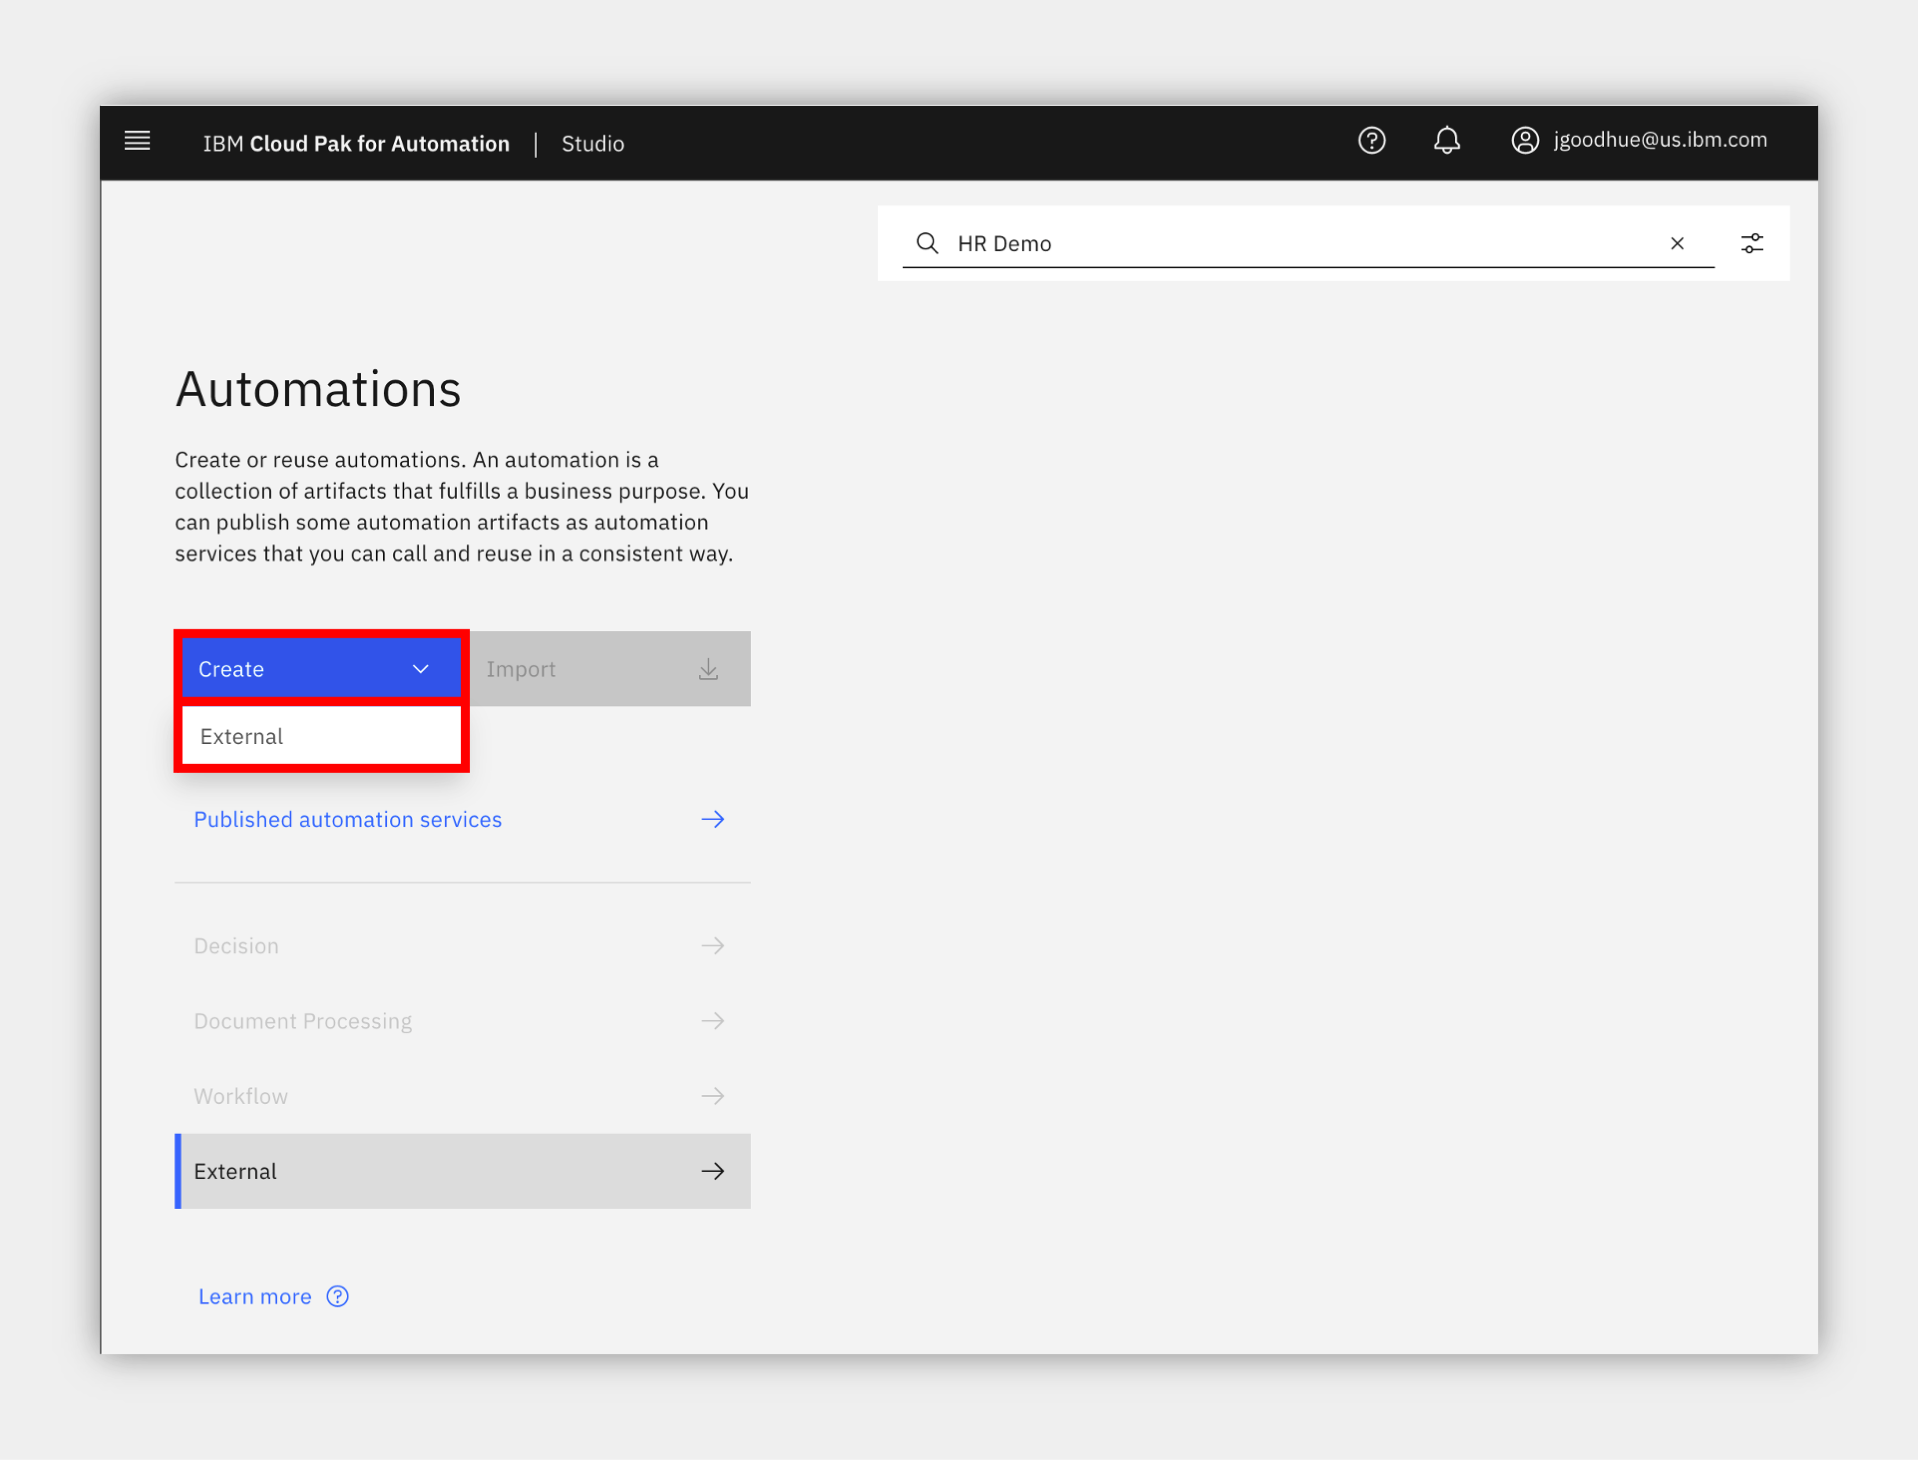 IBM Cloud Pak for Automation | Studio
jgoodhue@us.ibm.com
HR Demo
Automations
Create or reuse automations. An automation is a
collection of artifacts that fulfills a business purpose. You
can publish some automation artifacts as automation
services that you can call and reuse in a consistent way.
Create
Import
External
Published automation services
Decision
Document Processing
Workflow
External
Learn more